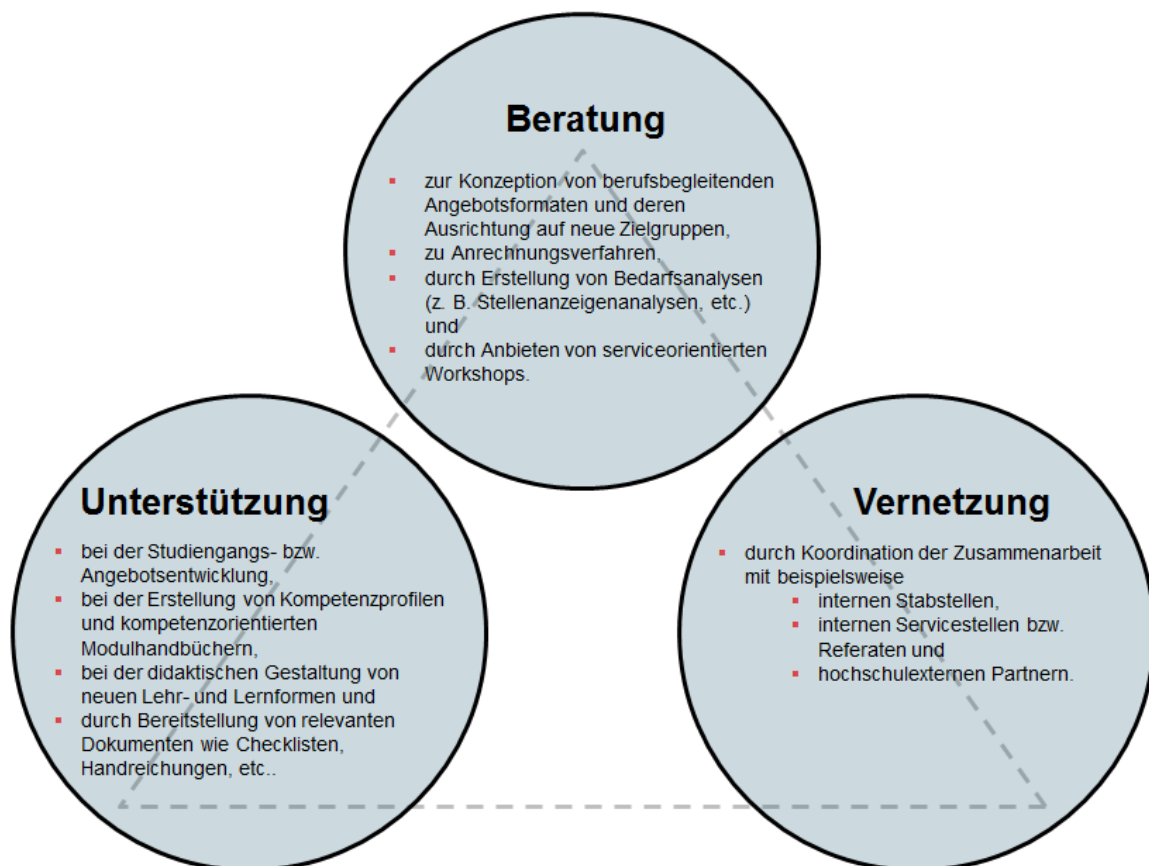 Beratung
▪ zur Konzeption von berufsbegleitenden
Angebotsformaten und deren
Ausrichtung auf neue Zielgruppen,
▪ zu Anrechnungsverfahren,
▪ durch Erstellung von Bedarfsanalysen
(z. B. Stellenanzeigenanalysen, etc.)
und
▪ durch Anbieten von serviceorientierten
Workshops.
Unterstützung
▪ bei der Studiengangs- bzw.
Angebotsentwicklung,
▪ bei der Erstellung von Kompetenzprofilen
und kompetenzorientierten
Modulhandbüchern,
▪ bei der didaktischen Gestaltung von
neuen Lehr- und Lernformen und
▪ durch Bereitstellung von relevanten
Dokumenten wie Checklisten,
Handreichungen, etc..
Vernetzung
▪ durch Koordination der Zusammenarbeit
mit beispielsweise
▪ internen Stabstellen,
▪ internen Servicestellen bzw.
Referaten und
▪ hochschulexternen Partnern.